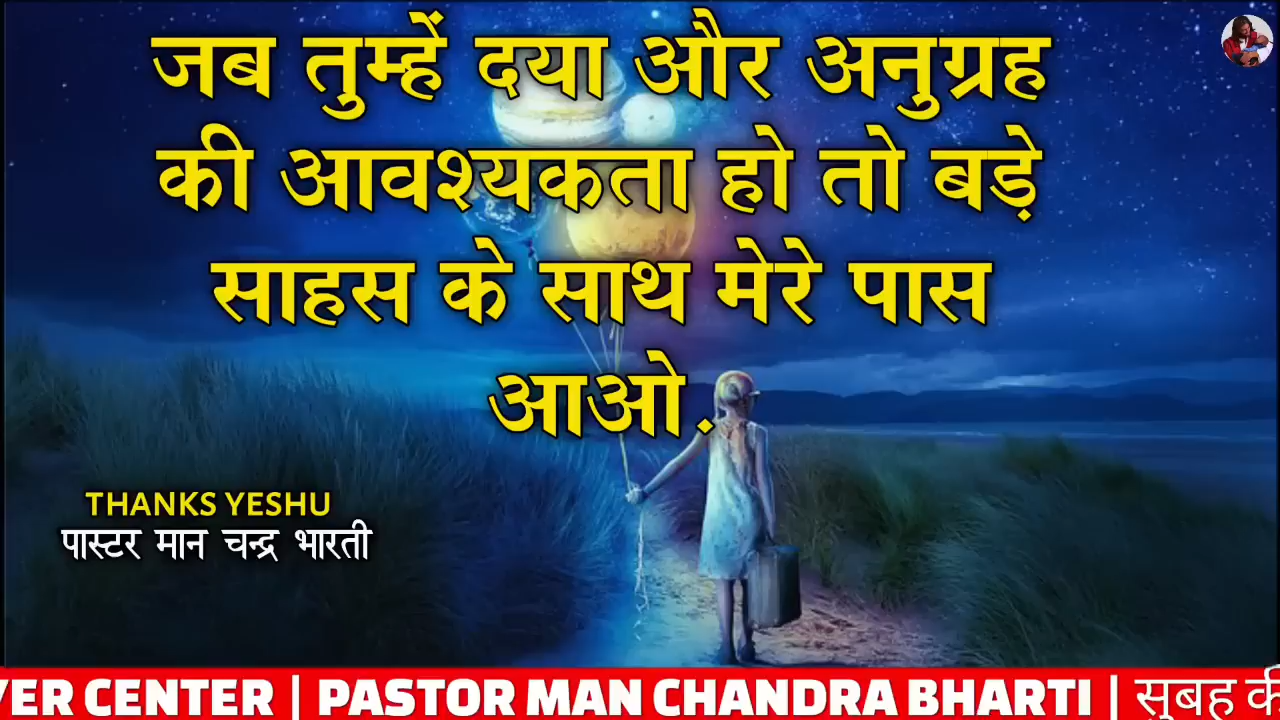 जब तुम्हें दया और अनुग्रह
की आवश्यकता हो तो बड़े
साहस के साथ मेरे पास
आओ.
THANKS YESHU
पास्टर मान चन्द्र भारती
YER CENTER | PASTOR MAN CHANDRA BHARTI | सुबह की